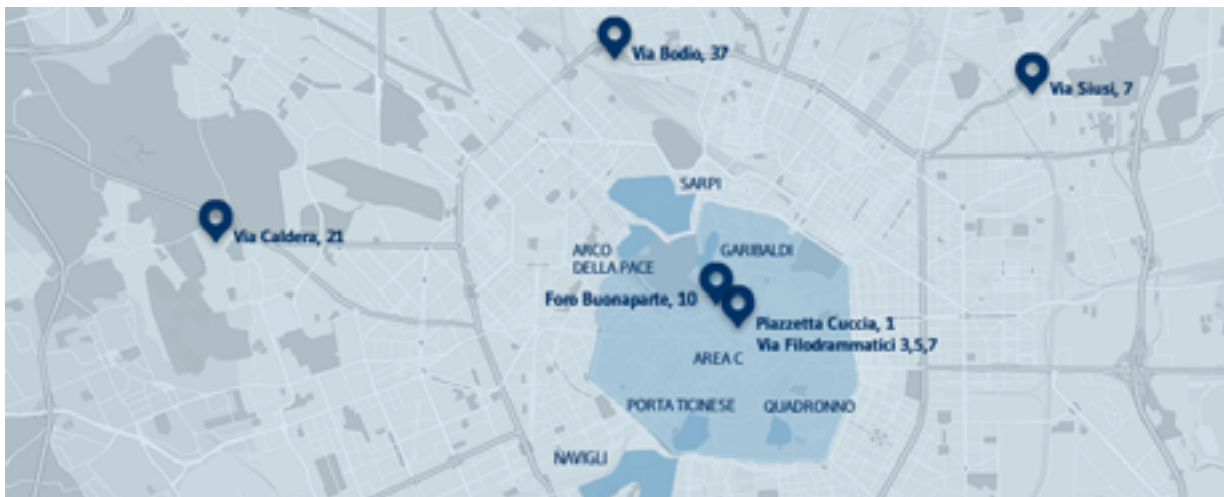 Via Bodio, 37
Via Siusi, 7
SARPI
Via Caldera, 21
ARCO
DELLA PACE
GARIBALDI
Foro Buonaparte, 10
Piazzetta Cuccia, 1
Via Filodrammatici 3,5,7
AREA C
PORTA TICINESE
QUADRONNO
NAVIGLI